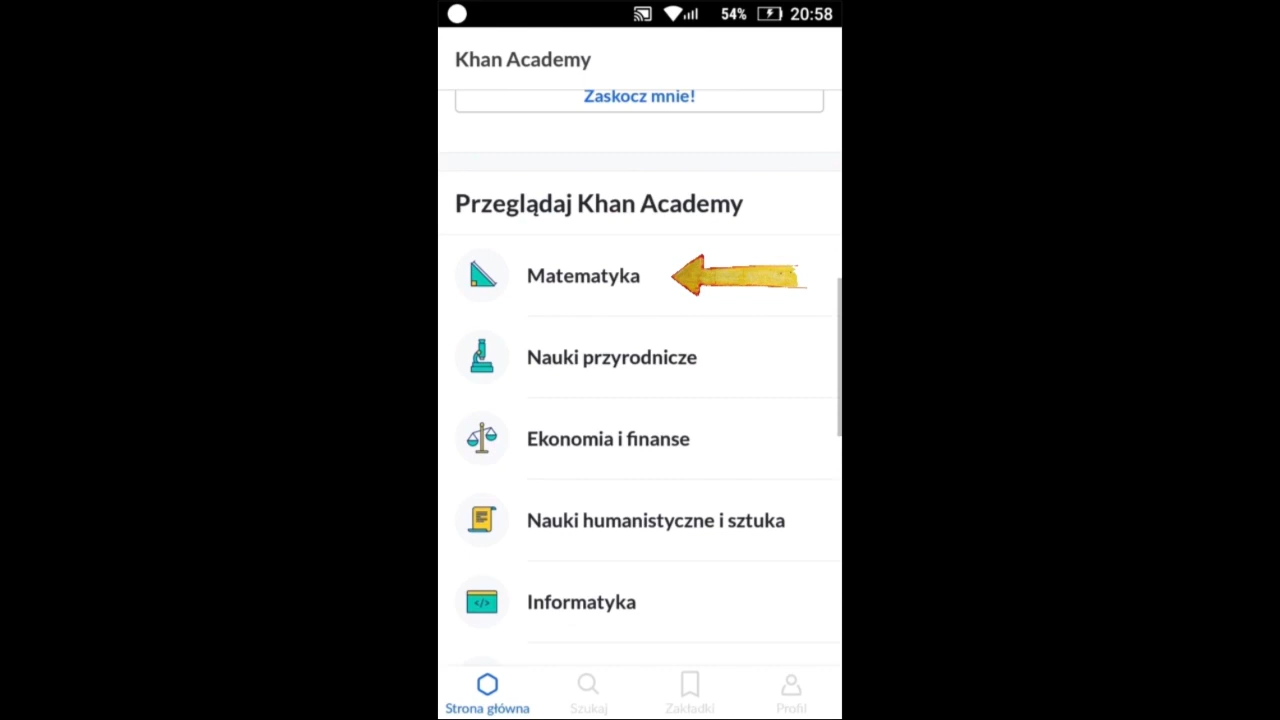 54% 20:58
Khan Academy
Zaskocz mnie!
Przeglądaj Khan Academy
Matematyka
Nauki przyrodnicze
Ekonomia i finanse
Nauki humanistyczne i sztuka
Informatyka
</>
Strona główna Szukaj Zakładki Profil